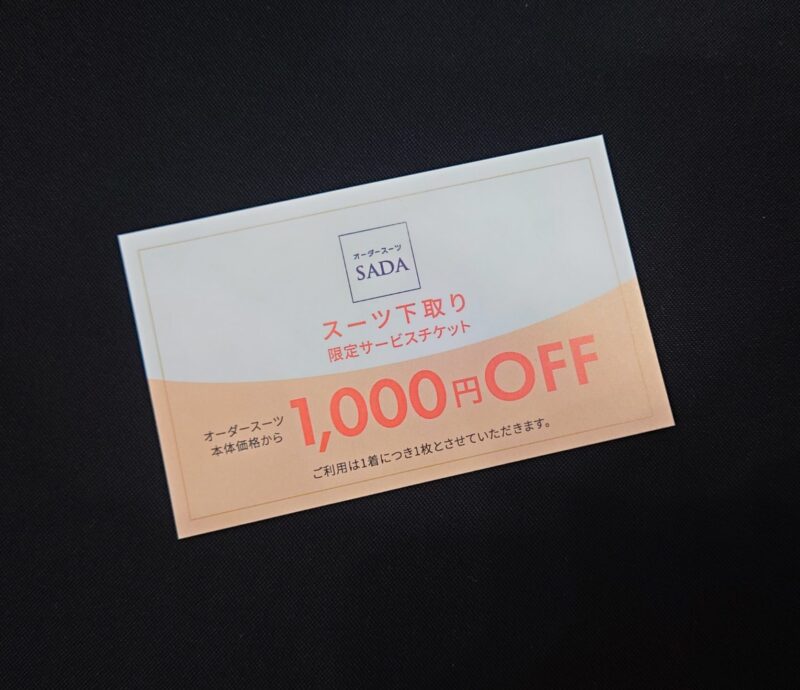 オーダースーツ
SADA
スーツ下取り
限定サービスチケット
オーダースーツ
本体価格から
1,000円OFF
ご利用は1着につき1枚とさせていただきます。